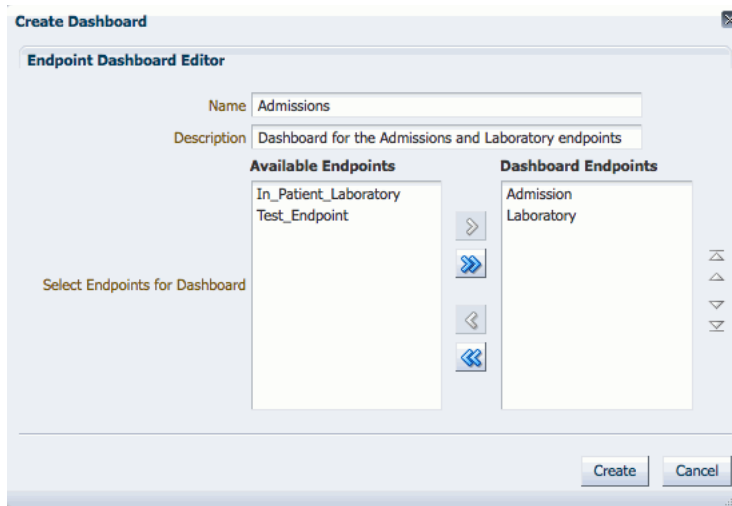 Create Dashboard
Endpoint Dashboard Editor
Name Admissions
Description Dashboard for the Admissions and Laboratory endpoints
Available Endpoints Dashboard Endpoints
In_Patient_Laboratory Admission
Test_Endpoint Laboratory
Select Endpoints for Dashboard
Create Cancel